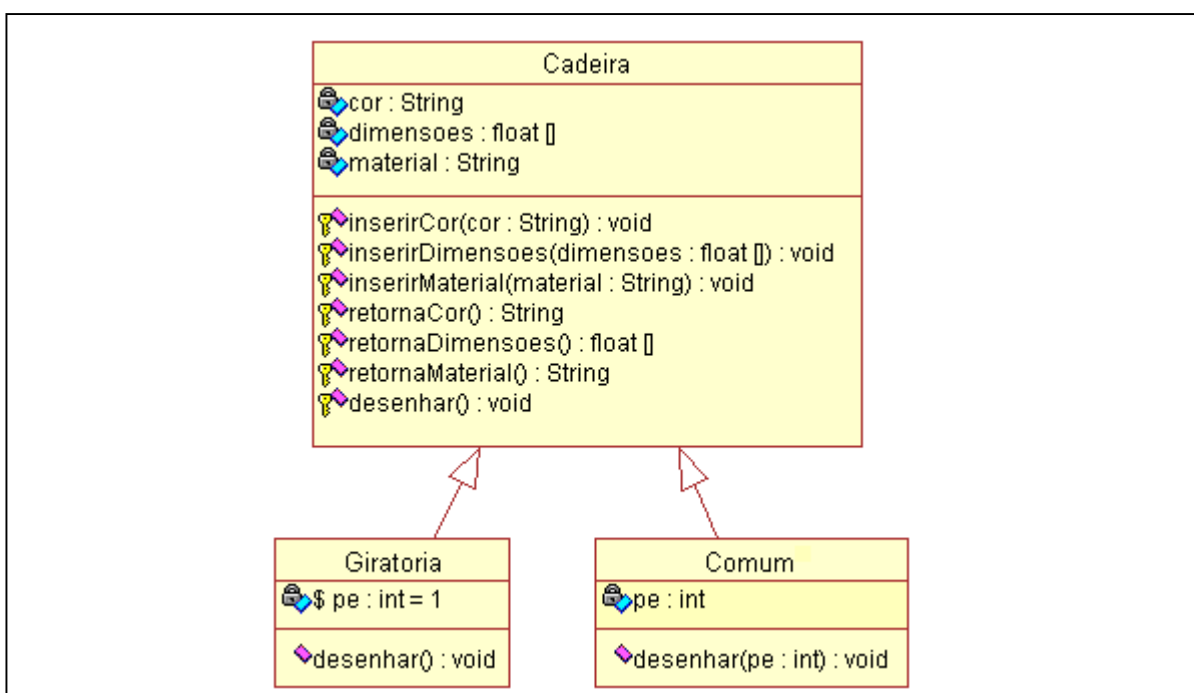 Cadeira
cor : String
dimensoes : float []
material : String
inserirCor(cor : String) : void
inserirDimensoes(dimensoes : float []) : void
inserirMaterial(material : String) : void
retornaCor() : String
retornaDimensoes() : float []
retornaMaterial() : String
desenhar() : void
Giratoria
$ pe : int = 1
desenhar() : void
Comum
pe : int
desenhar(pe : int) : void